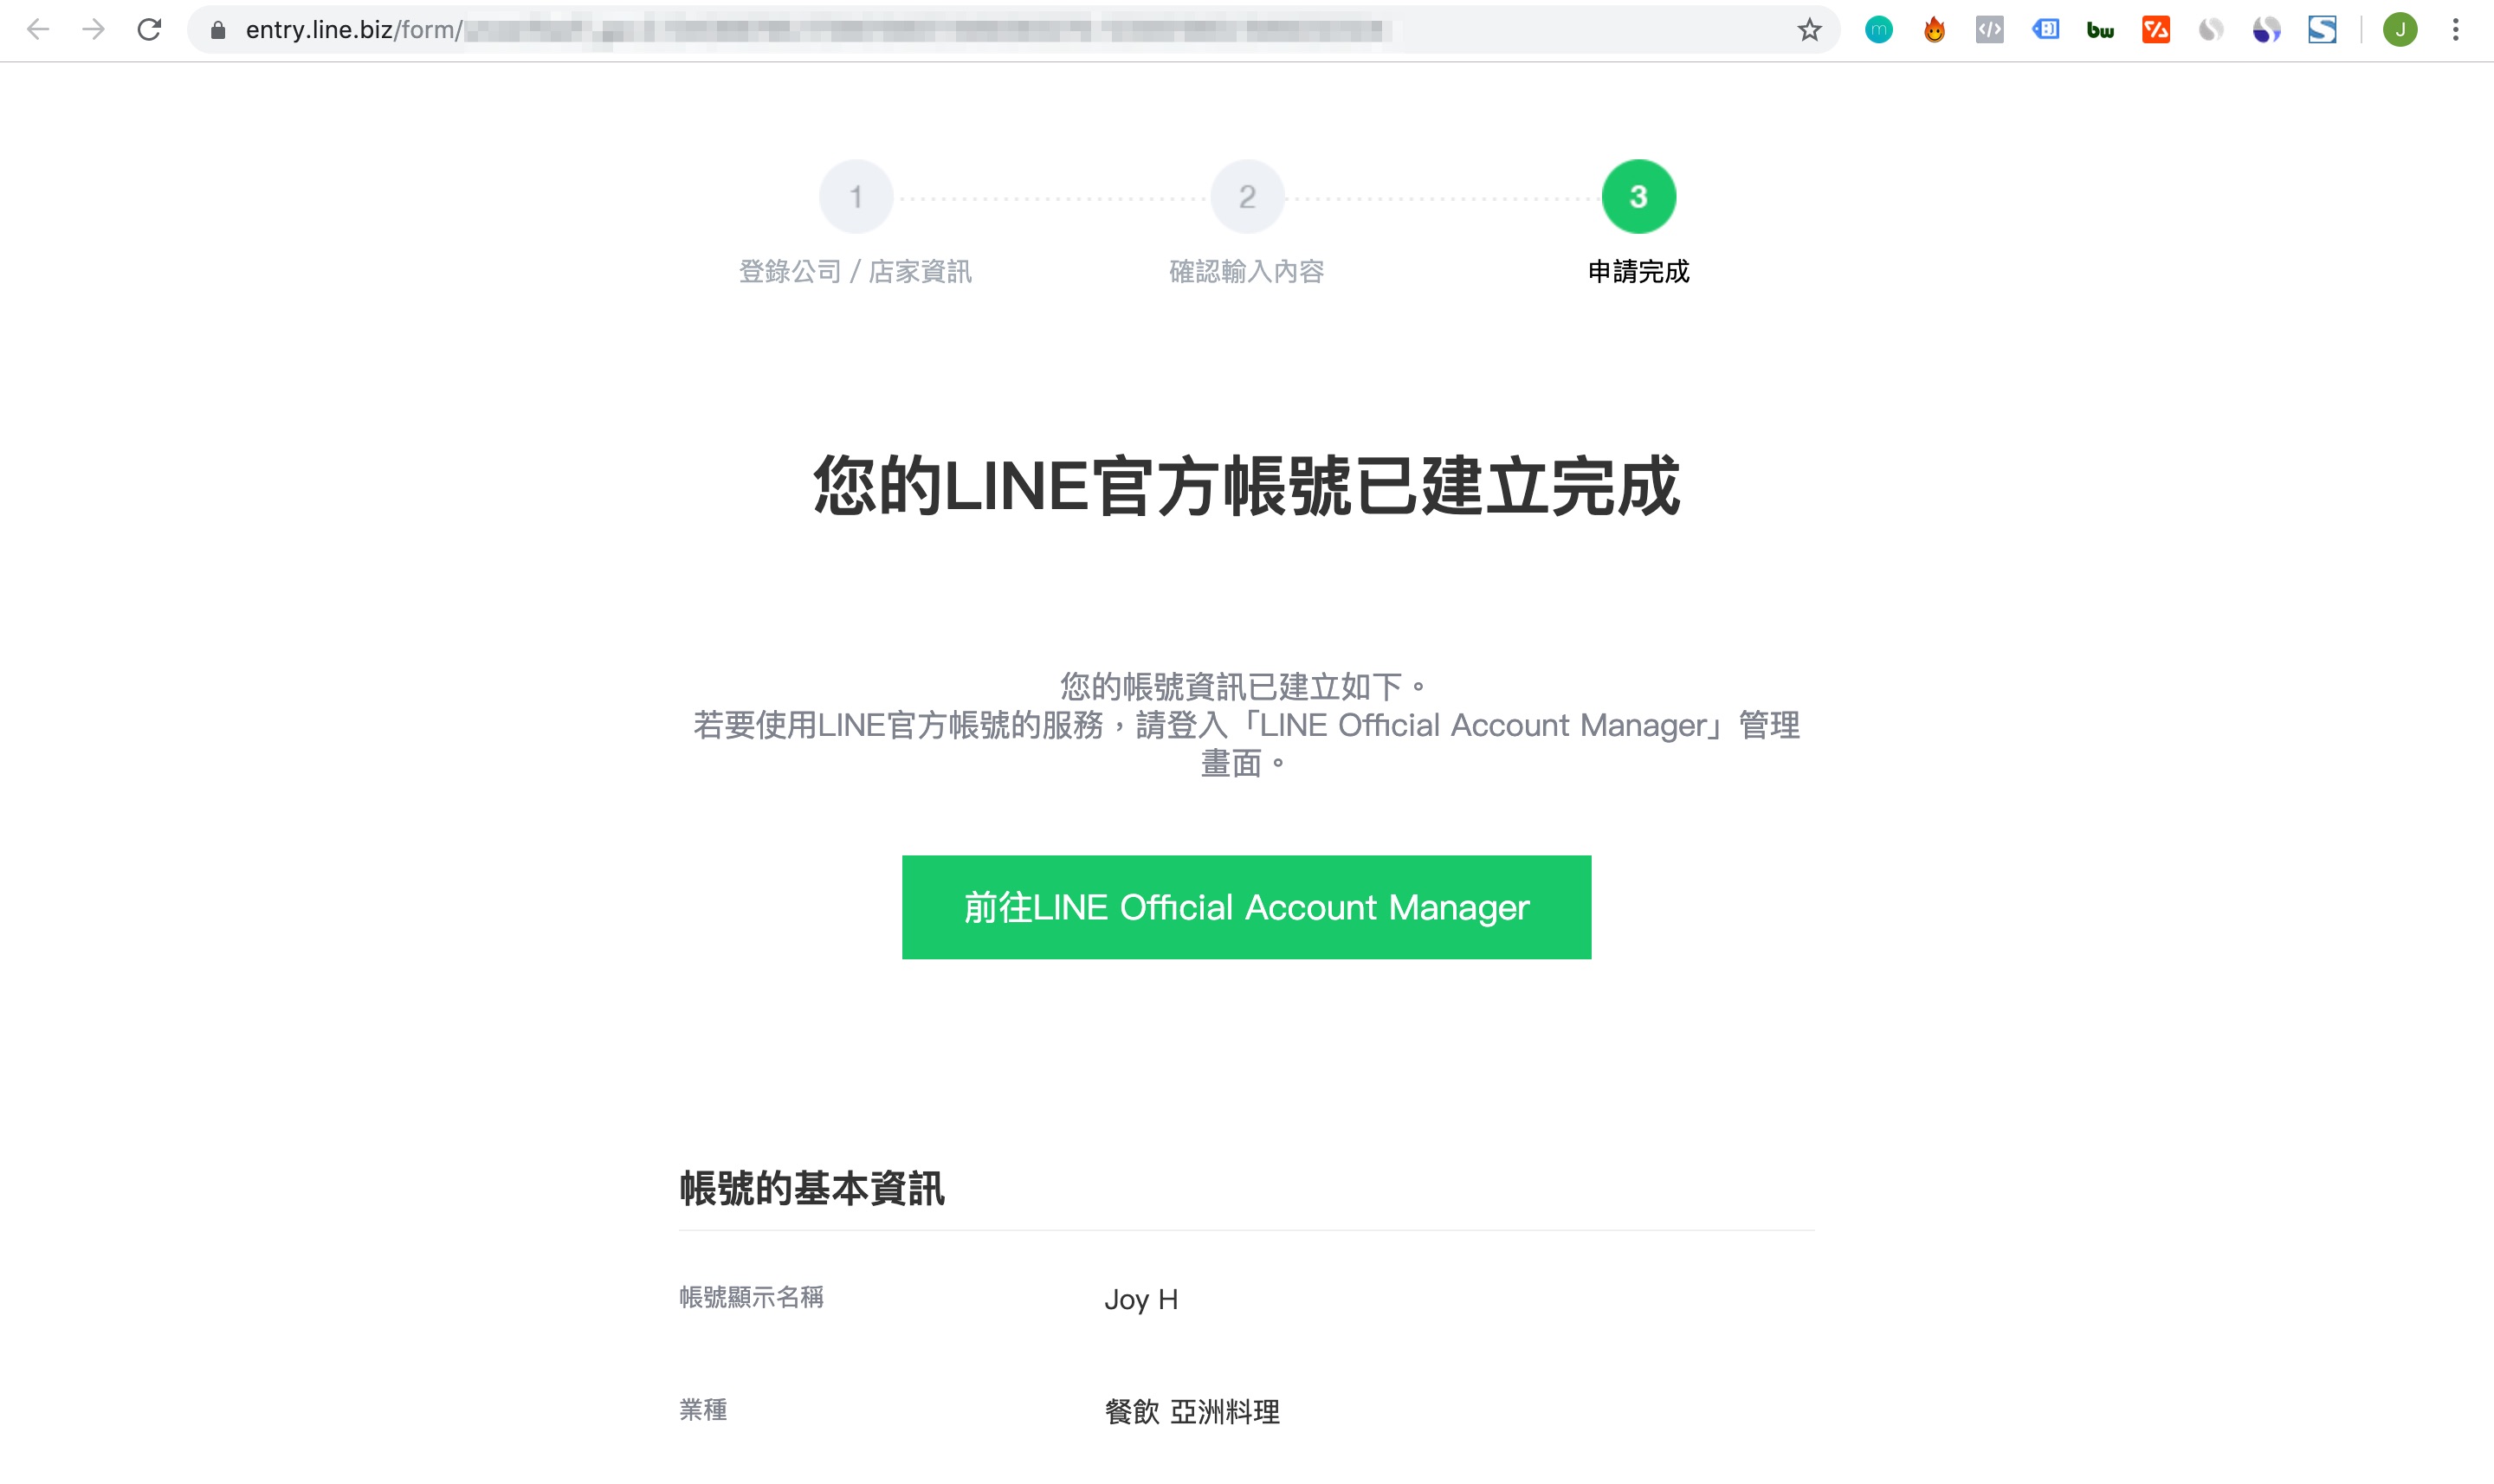 entry.line.biz/form/
m
</>
B
bw
J
1
2
3
登錄公司 / 店家資訊
確認輸入內容
申請完成
您的LINE官方帳號已建立完成
您的帳號資訊已建立如下。
若要使用LINE官方帳號的服務，請登入「LINE Official Account Manager」管理
畫面。
前往LINE Official Account Manager
帳號的基本資訊
帳號顯示名稱
Joy H
業種
餐飲 亞洲料理